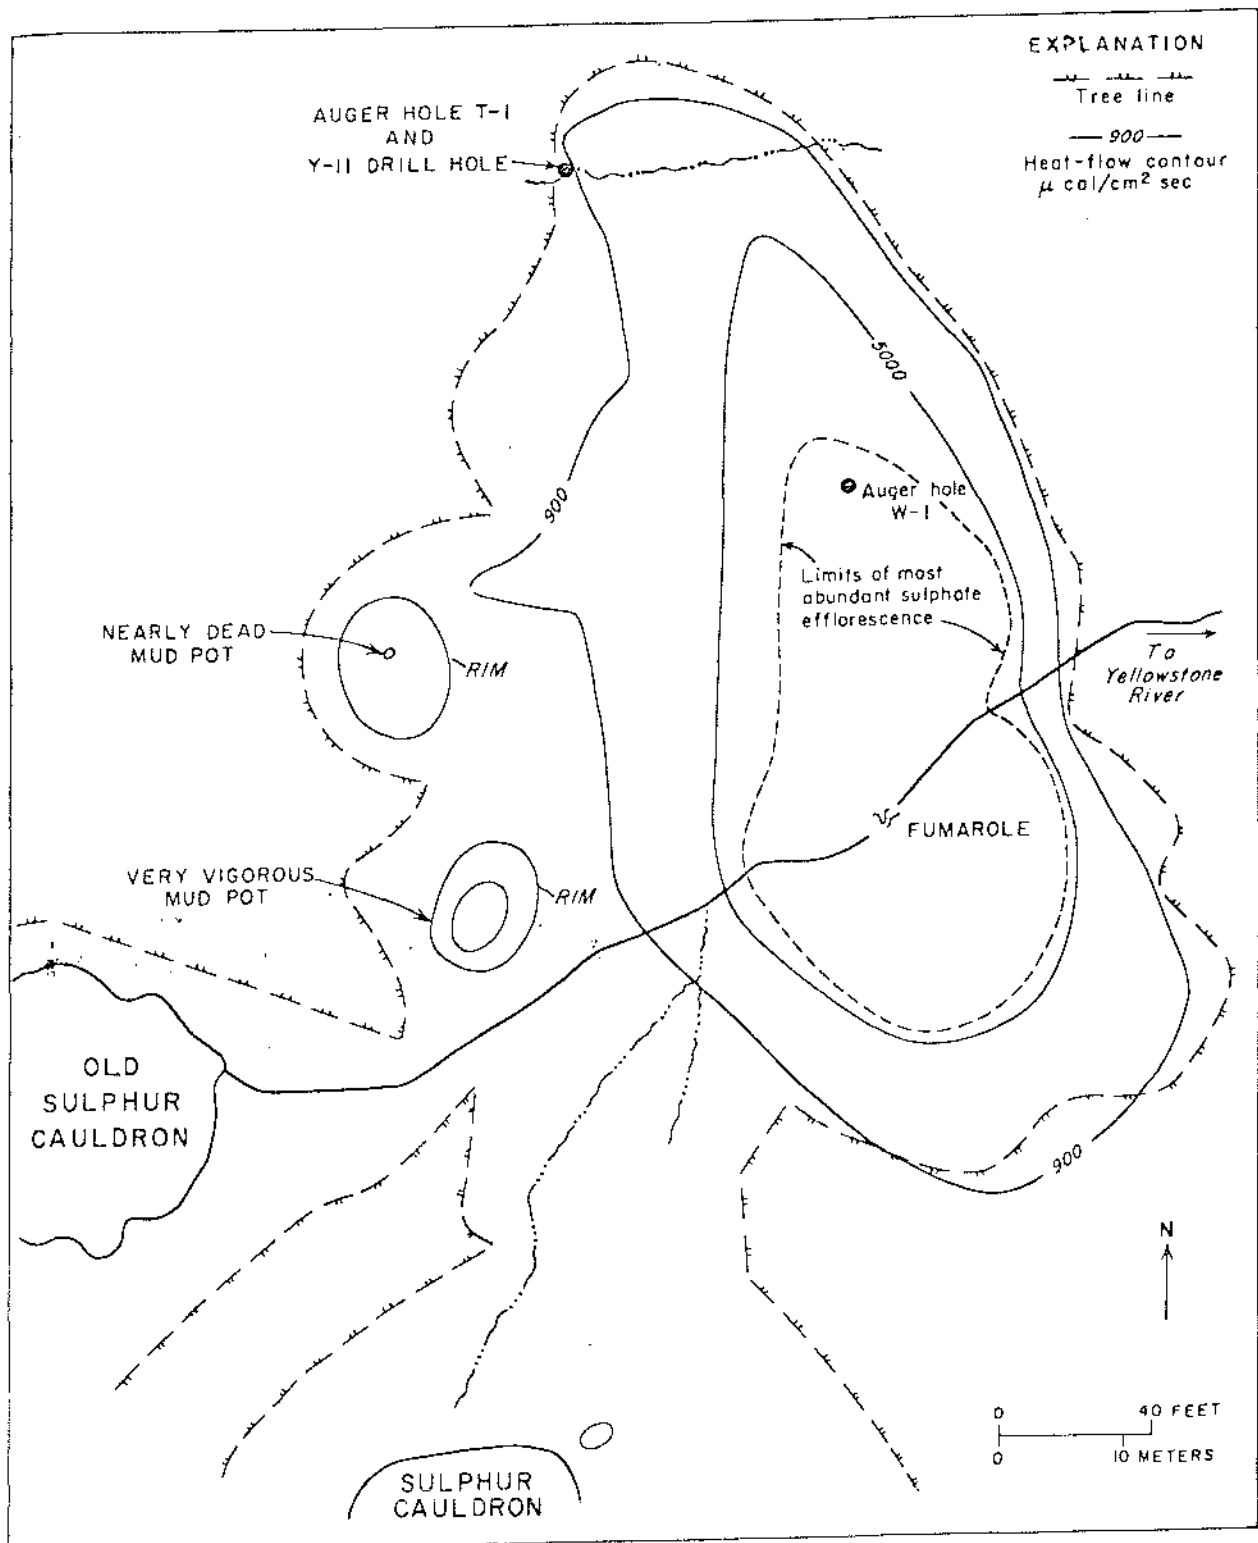 EXPLANATION
Tree line
900
Heat-flow contour
μ cal/cm² sec
AUGER HOLE T-1
AND
Y-11 DRILL HOLE
5000
900
Auger hole
W-1
Limits of most
abundant sulphate
efflorescence
NEARLY DEAD
MUD POT
RIM
To
Yellowstone
River
FUMAROLE
VERY VIGOROUS
MUD POT
RIM
OLD
SULPHUR
CAULDRON
900
N
0 40 FEET
0 10 METERS
SULPHUR
CAULDRON